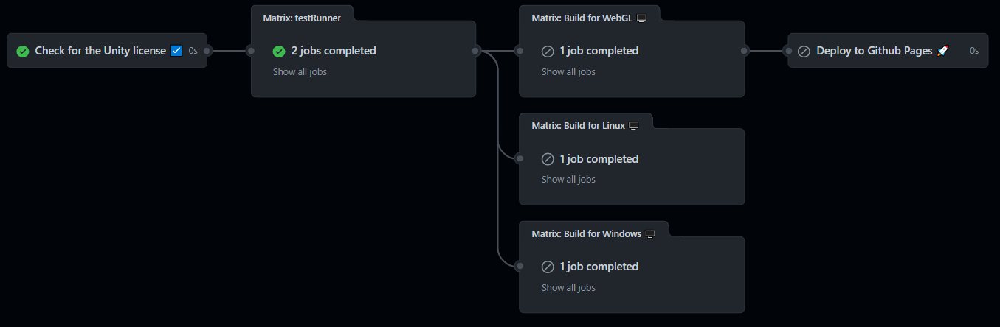 Check for the Unity license ☑️ 0s
Matrix: testRunner
2 jobs completed
Show all jobs
Matrix: Build for WebGL 🖥️
1 job completed
Show all jobs
Deploy to Github Pages 🚀 0s
Matrix: Build for Linux 🖥️
1 job completed
Show all jobs
Matrix: Build for Windows 🖥️
1 job completed
Show all jobs